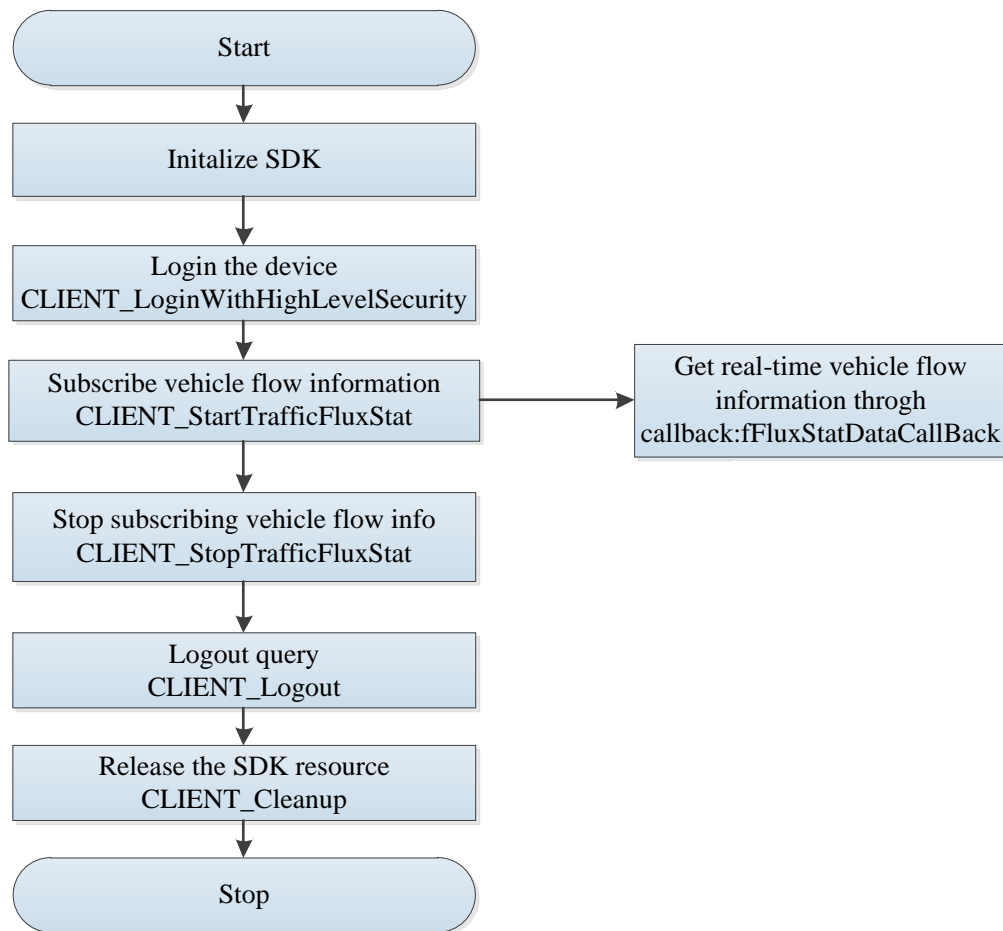 Start
Initalize SDK
Login the device
CLIENT_LoginWithHighLevelSecurity
Subscribe vehicle flow information
CLIENT_StartTrafficFluxStat
Get real-time vehicle flow
information throgh
callback:fFluxStatDataCallBack
Stop subscribing vehicle flow info
CLIENT_StopTrafficFluxStat
Logout query
CLIENT_Logout
Release the SDK resource
CLIENT_Cleanup
Stop